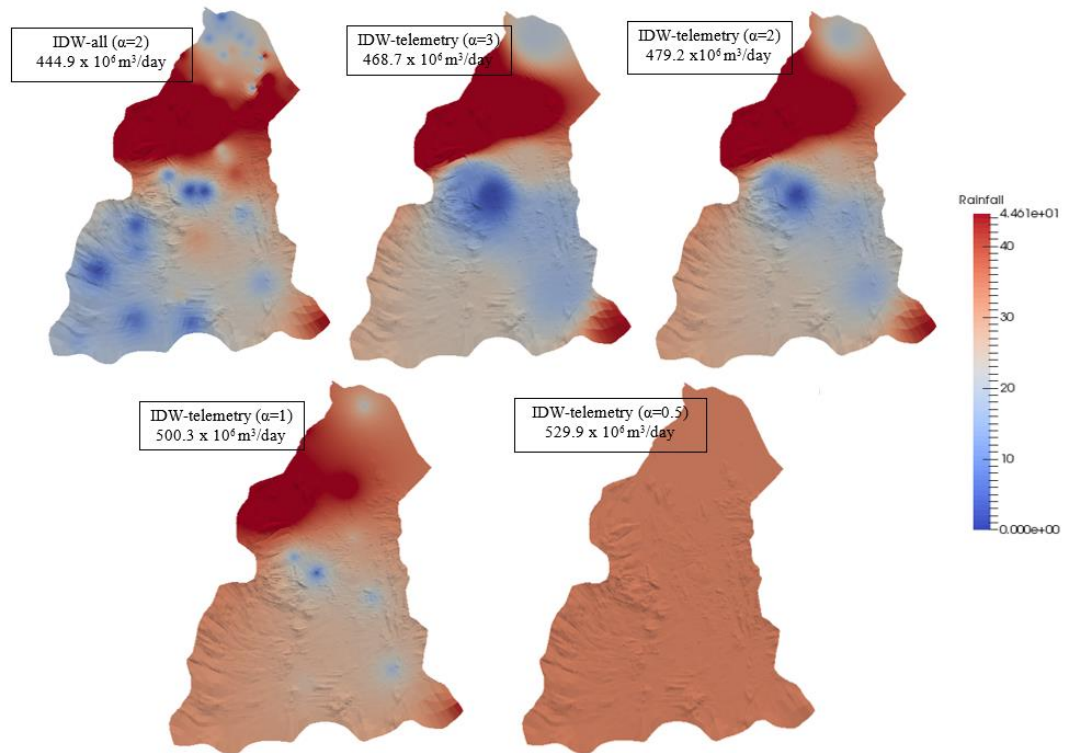 IDW-all (α=2)
444.9 x 10⁶ m³/day
IDW-telemetry (α=3)
468.7 x 10⁶ m³/day
IDW-telemetry (α=2)
479.2 x10⁶ m³/day
Rainfall
4.461e+01
40
30
20
10
0.000e+00
IDW-telemetry (α=1)
500.3 x 10⁶ m³/day
IDW-telemetry (α=0.5)
529.9 x 10⁶ m³/day